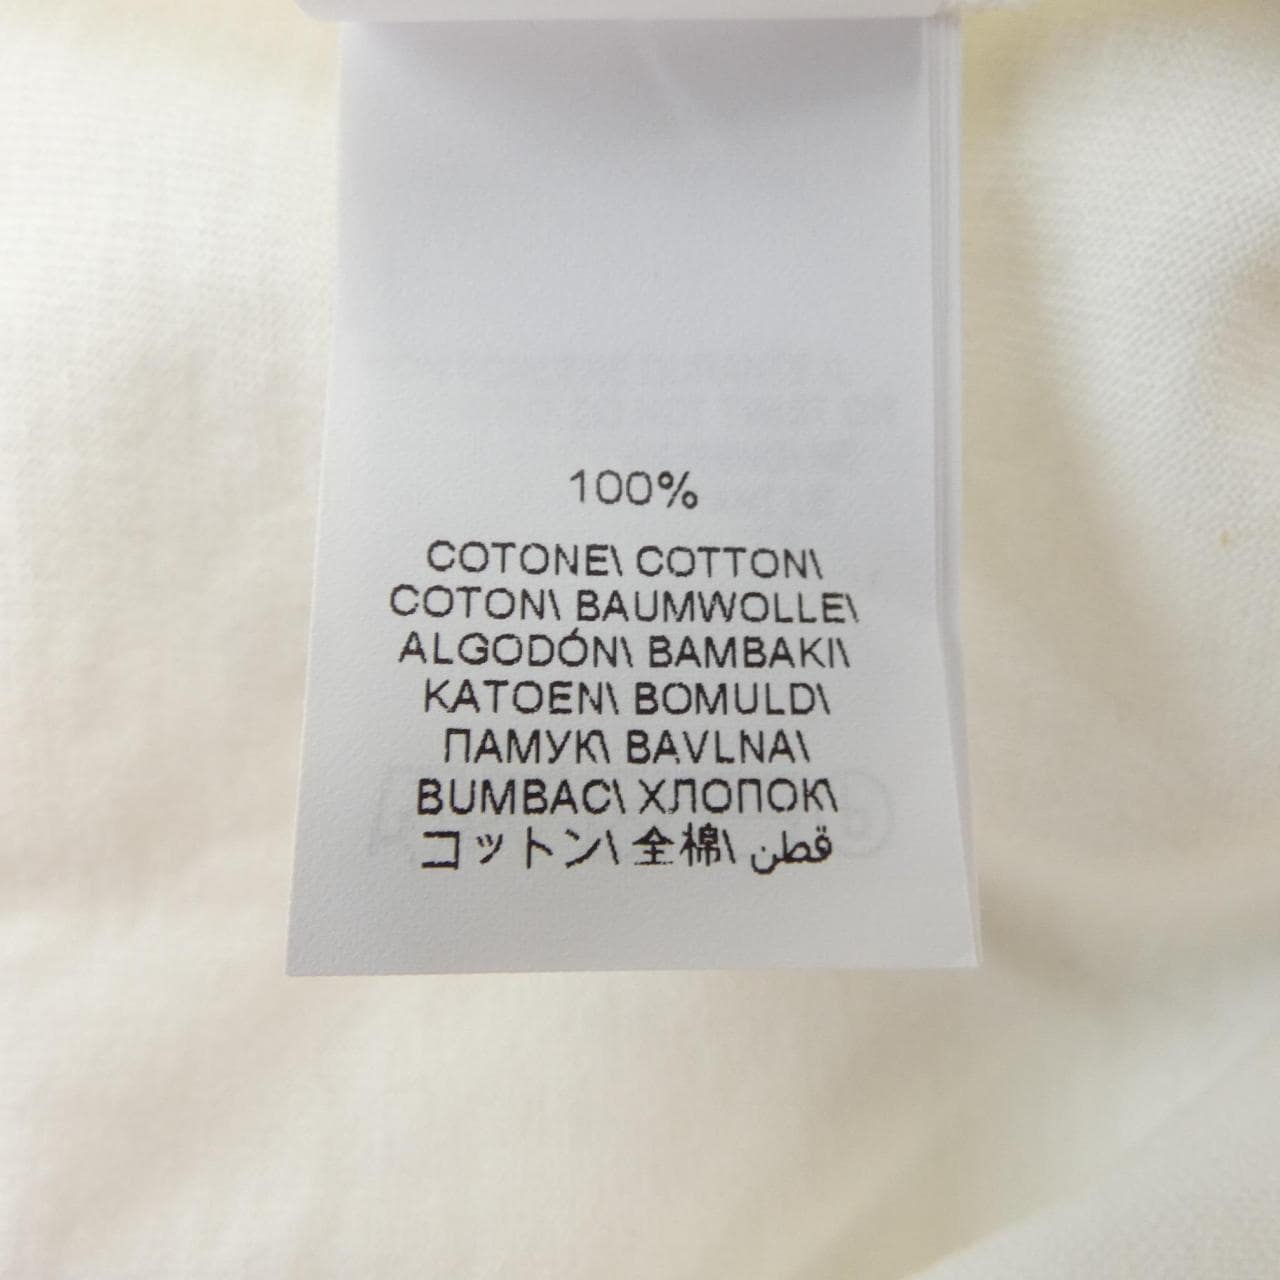 100%
COTONE\ COTTON\
COTON\ BAUMWOLLE\
ALGODÓN\ BAMBAKI\
KATOEN\ BOMULD\
ПАМУК\ BAVLNA\
BUMBAC\ ХЛОПОК\
コットン\ 全棉\ قطن